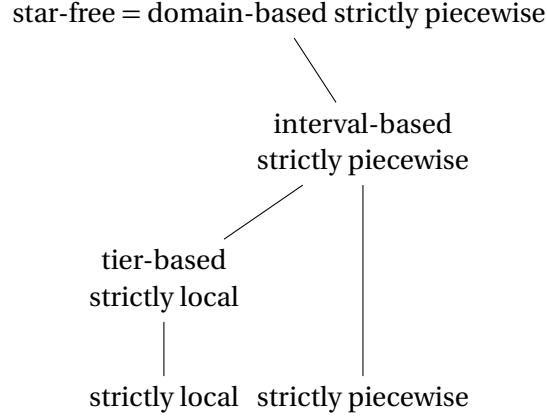 star-free = domain-based strictly piecewise
interval-based
strictly piecewise
tier-based
strictly local
strictly local strictly piecewise